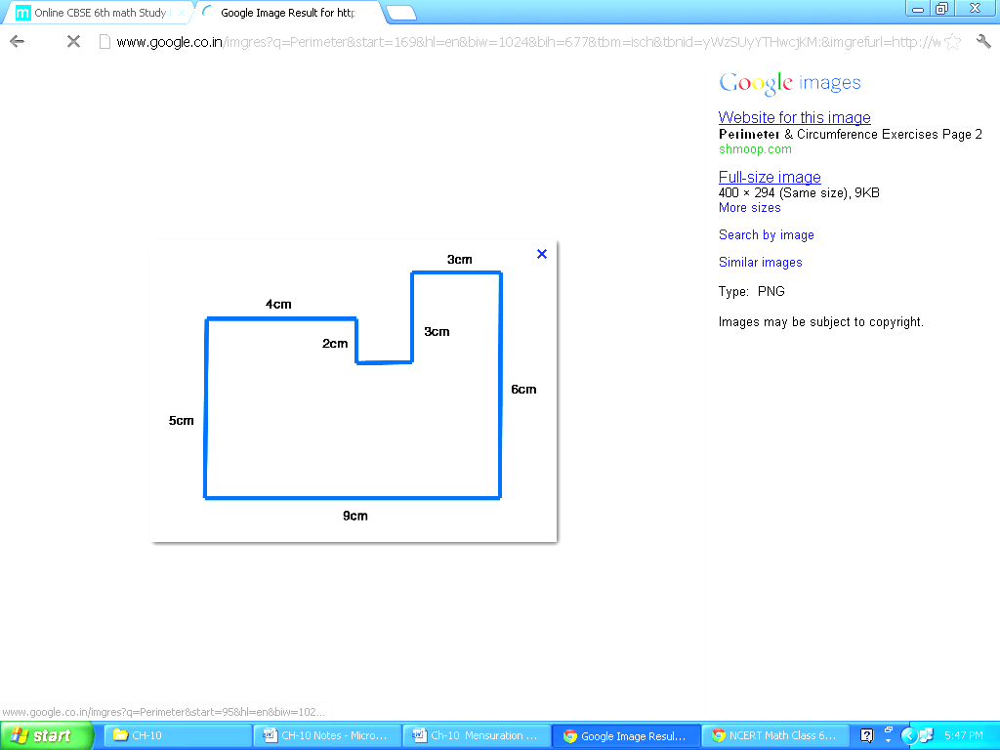 Online CBSE 6th math Study
Google Image Result for http
www.google.co.in/imgres?q=Perimeter&start=169&hl=en&biw=1024&bih=677&tbm=isch&tbnid=yWzSUyYTHwcjKM:&imgrefurl=http://w
Google images
Website for this image
Perimeter & Circumference Exercises Page 2
shmoop.com
Full-size image
400 × 294 (Same size), 9KB
More sizes
Search by image
Similar images
Type: PNG
Images may be subject to copyright.
3cm
4cm
3cm
2cm
6cm
5cm
9cm
www.google.co.in/imgres?q=Perimeter&start=95&hl=en&biw=102...
start
CH-10
CH-10 Notes - Micro...
Ch-10 Mensuration ...
Google Image Resul...
NCERT Math Class 6...
5:47 PM